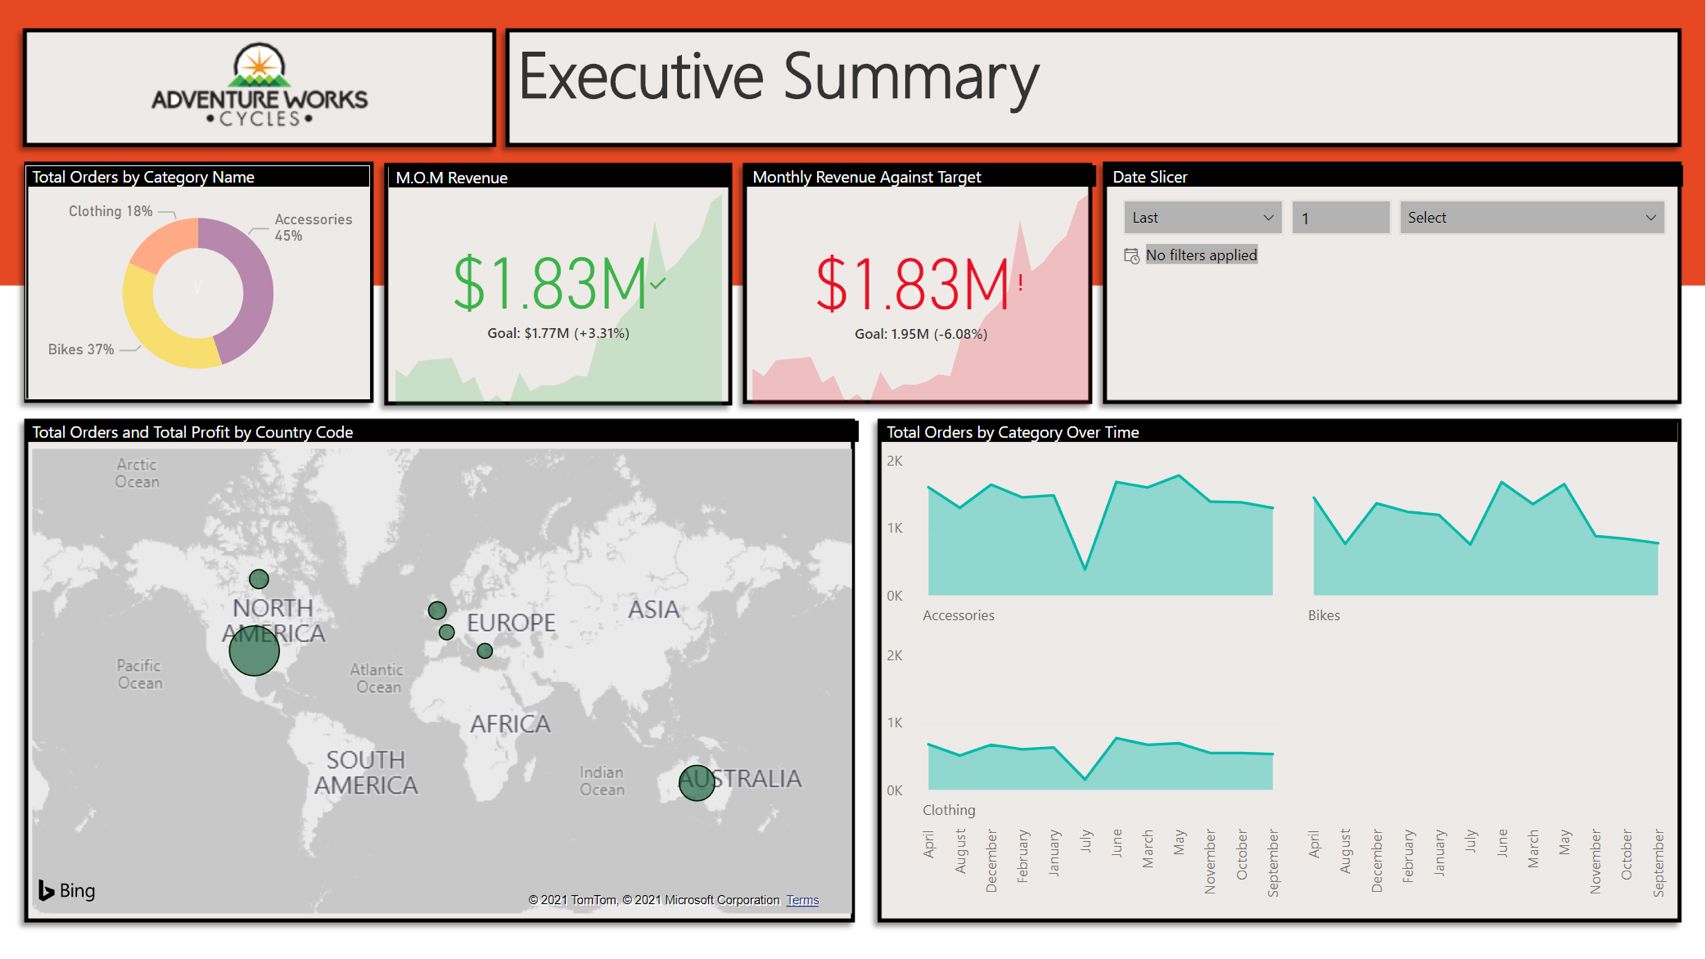 ADVENTURE WORKS
•CYCLES•
Executive Summary
Total Orders by Category Name
Clothing 18%
Accessories
45%
Bikes 37%
M.O.M Revenue
$1.83M
Goal: $1.77M (+3.31%)
Monthly Revenue Against Target
$1.83M!
Goal: 1.95M (-6.08%)
Date Slicer
Last
1
Select
No filters applied
Total Orders and Total Profit by Country Code
Arctic
Ocean
NORTH
AMERICA
EUROPE
ASIA
Pacific
Ocean
Atlantic
Ocean
AFRICA
SOUTH
AMERICA
Indian
Ocean
AUSTRALIA
Bing
© 2021 TomTom, © 2021 Microsoft Corporation Terms
Total Orders by Category Over Time
2K
1K
0K
Accessories
Bikes
2K
1K
0K
Clothing
April
August
December
February
January
July
June
March
May
November
October
September
April
August
December
February
January
July
June
March
May
November
October
September